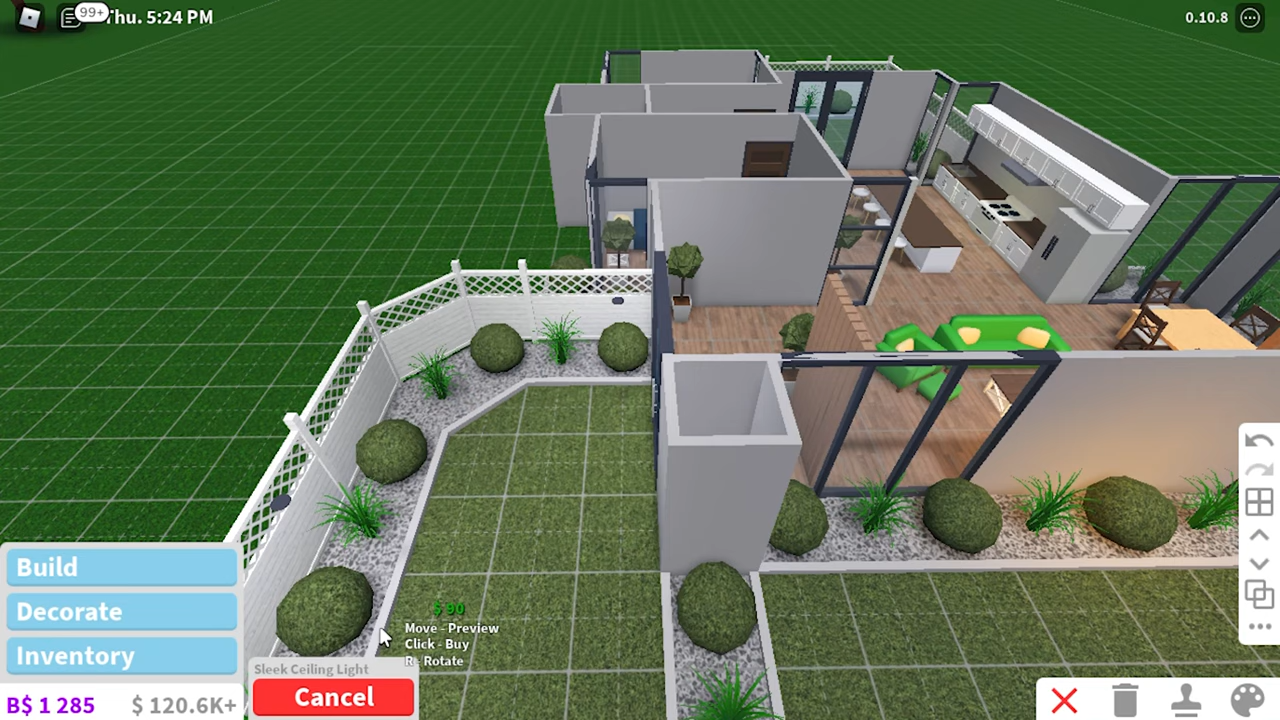 99+
Thu. 5:24 PM
0.10.8
$ 90
Move - Preview
Click - Buy
R - Rotate
Build
Decorate
Inventory
Sleek Ceiling Light
Cancel
B$ 1 285
$ 120.6K+